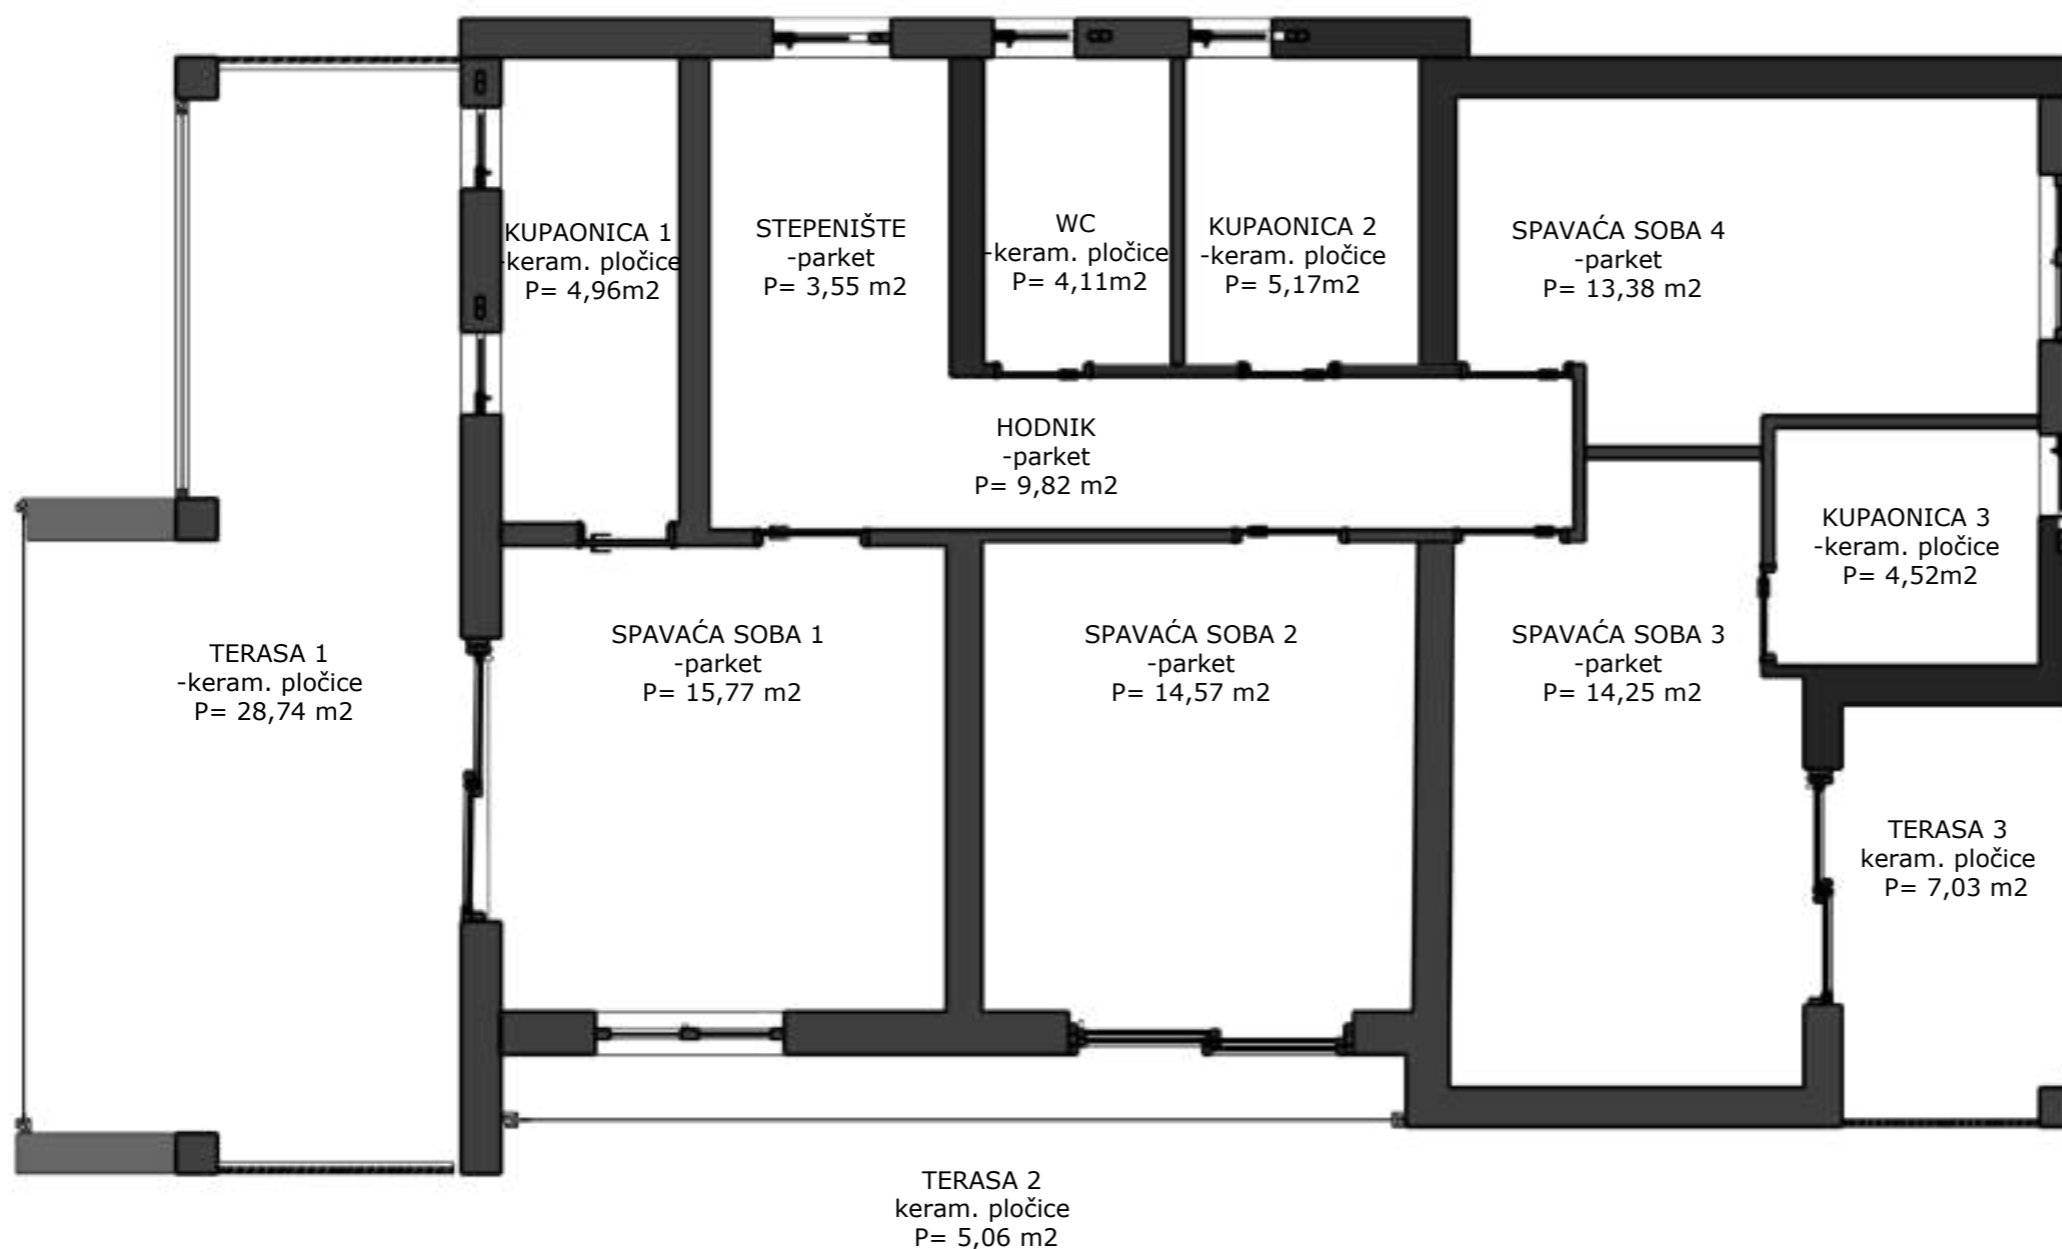 KUPAONICA 1
-keram. pločice
P= 4,96m2
STEPENIŠTE
-parket
P= 3,55 m2
WC
-keram. pločice
P= 4,11m2
KUPAONICA 2
-keram. pločice
P= 5,17m2
SPAVAĆA SOBA 4
-parket
P= 13,38 m2
HODNIK
-parket
P= 9,82 m2
KUPAONICA 3
-keram. pločice
P= 4,52m2
TERASA 1
-keram. pločice
P= 28,74 m2
SPAVAĆA SOBA 1
-parket
P= 15,77 m2
SPAVAĆA SOBA 2
-parket
P= 14,57 m2
SPAVAĆA SOBA 3
-parket
P= 14,25 m2
TERASA 3
keram. pločice
P= 7,03 m2
TERASA 2
keram. pločice
P= 5,06 m2